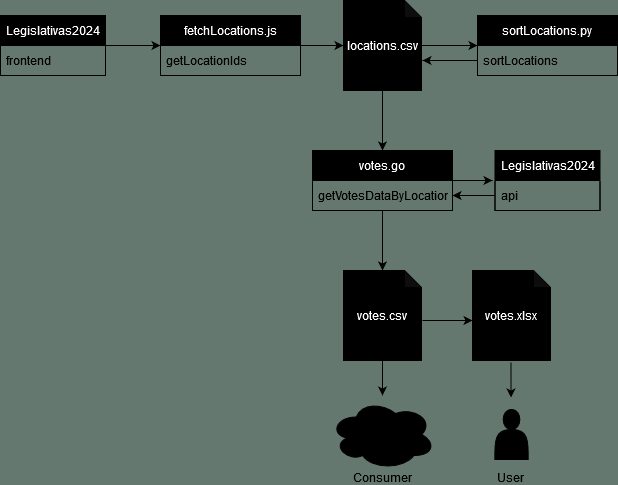 Legislativas2024
frontend
fetchLocations.js
getLocationIds
locations.csv
sortLocations.py
sortLocations
votes.go
getVotesDataByLocation
Legislativas2024
api
votes.csv
votes.xlsx
Consumer
User